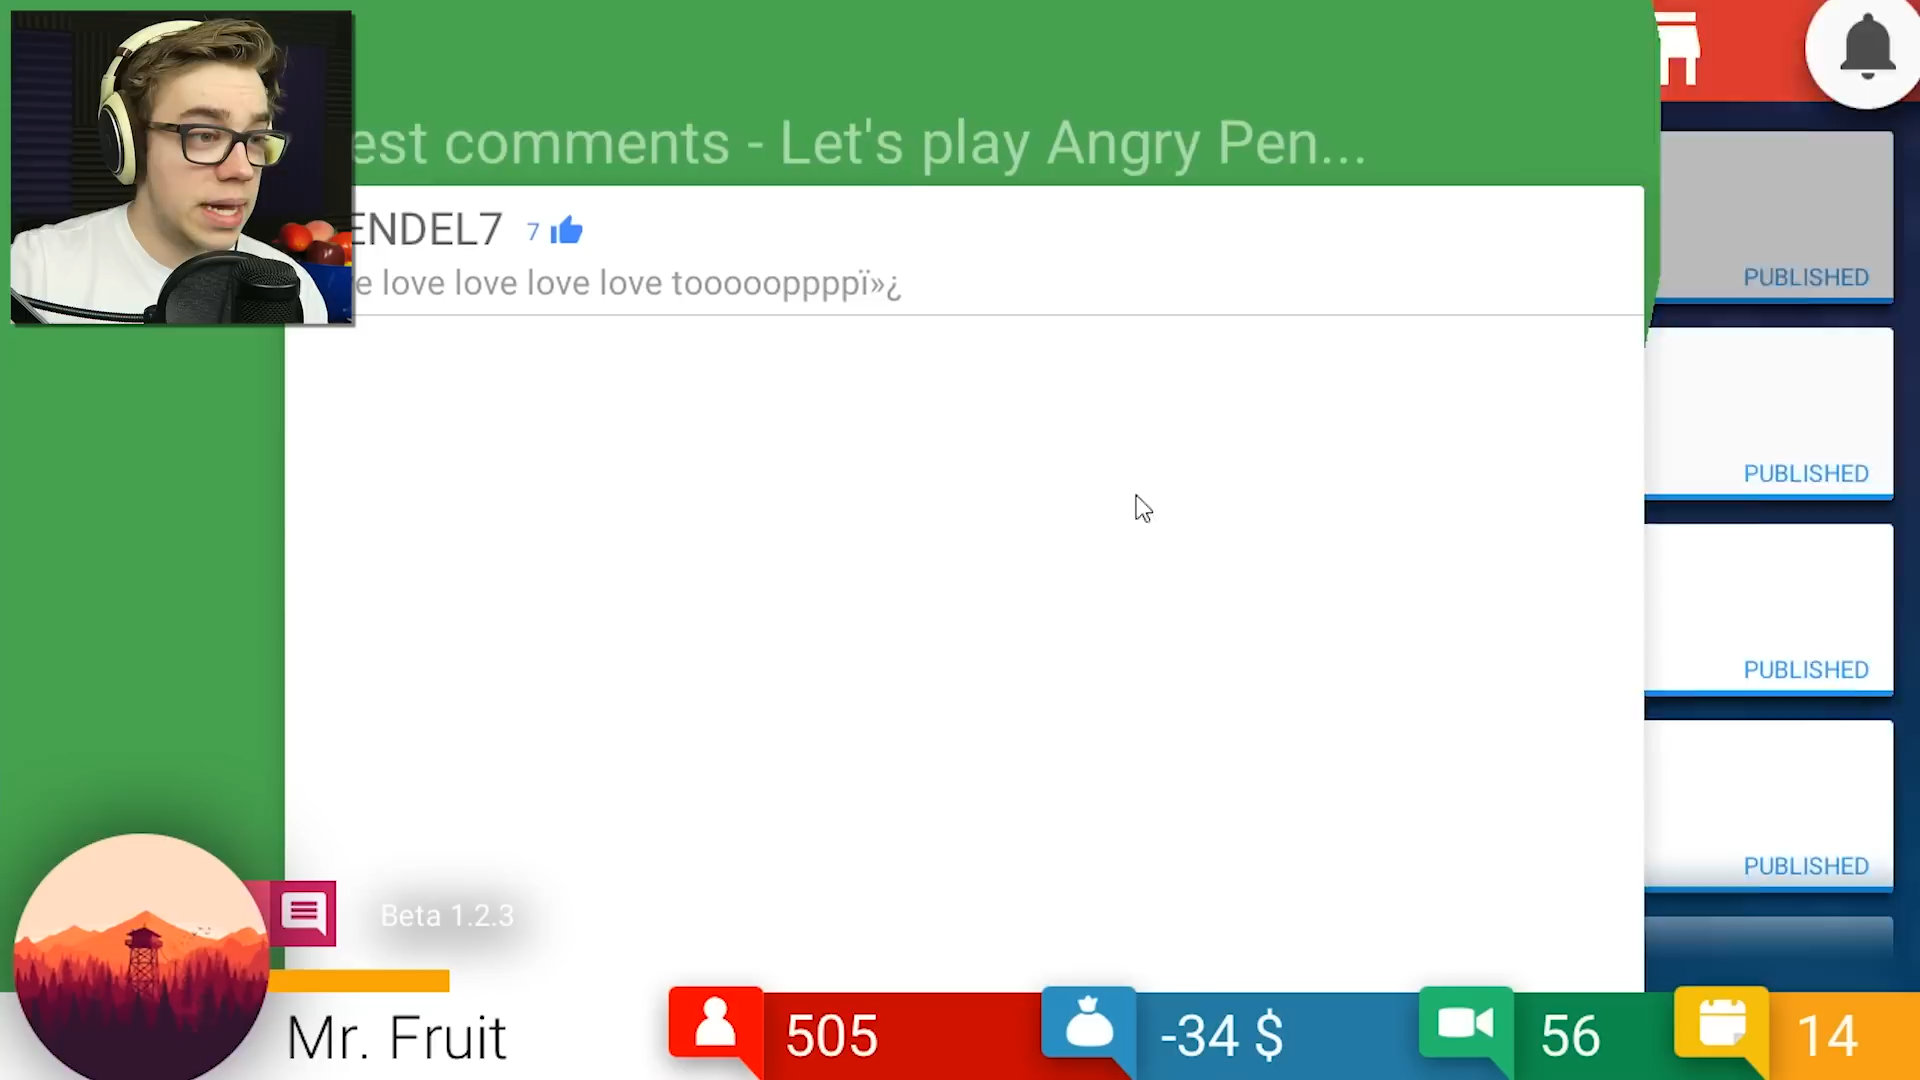 est comments - Let's play Angry Pen...
ENDEL7 7
e love love love love toooooppppï»¿
PUBLISHED
PUBLISHED
PUBLISHED
PUBLISHED
Beta 1.2.3
Mr. Fruit
505
-34 $
56
14